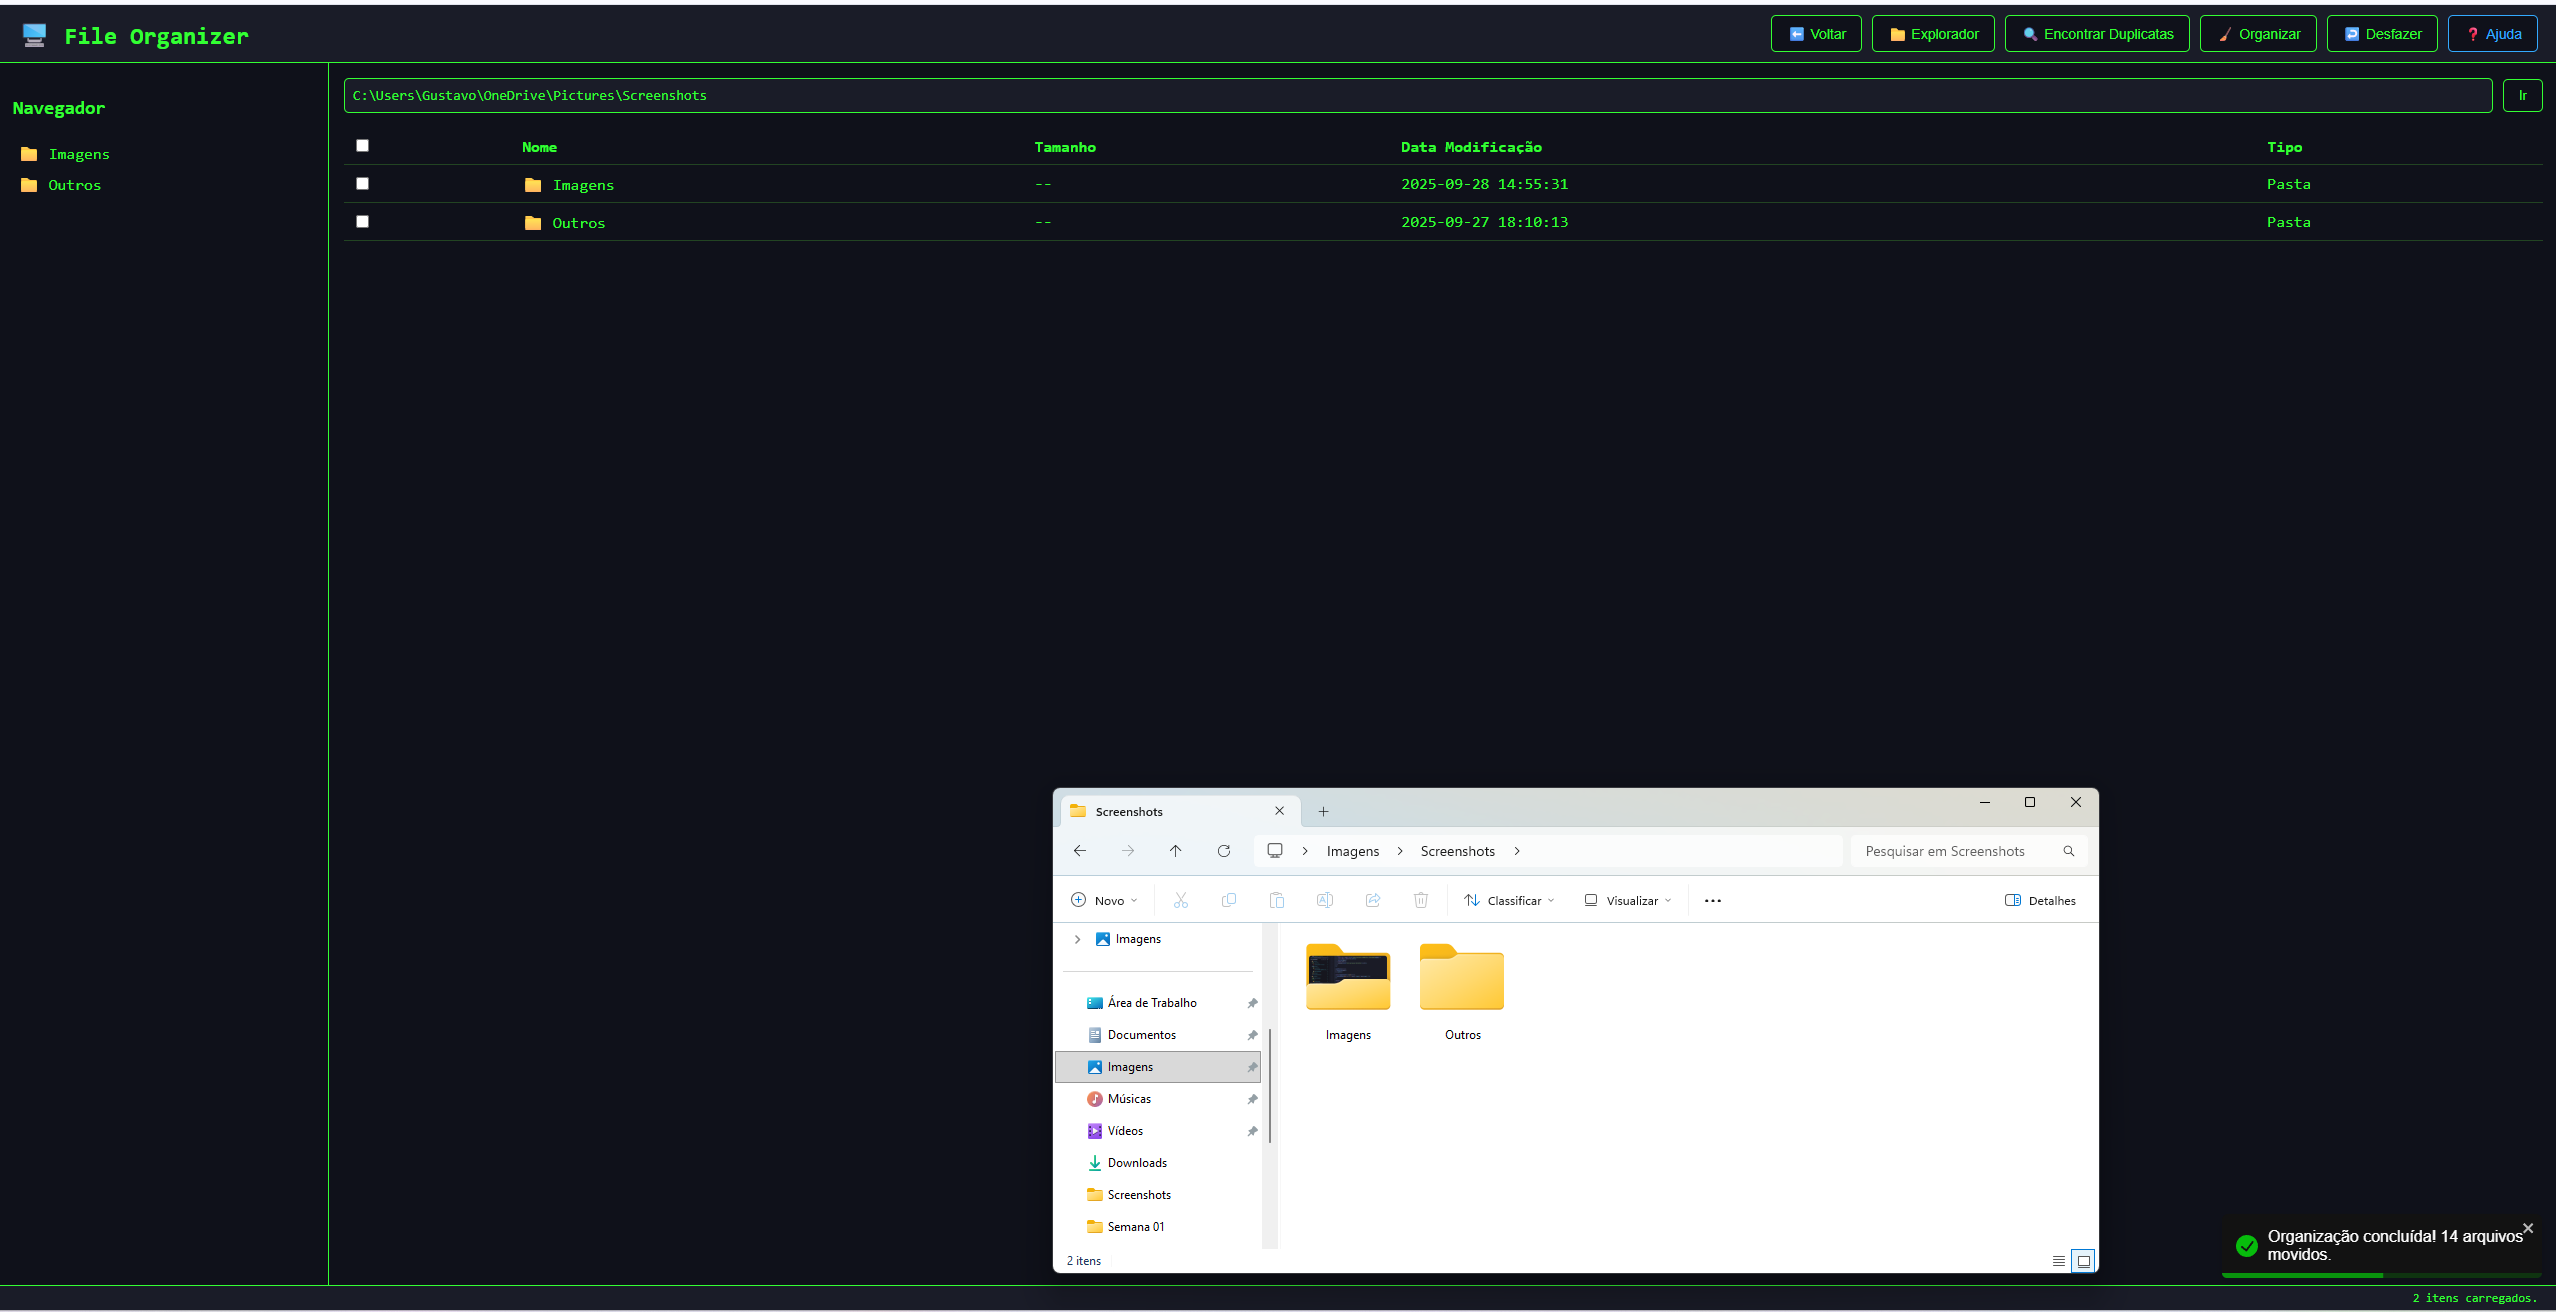 File Organizer
Voltar
Explorador
Encontrar Duplicatas
Organizar
Desfazer
Ajuda
Navegador
Imagens
Outros
C:\Users\Gustavo\OneDrive\Pictures\Screenshots
Ir
Nome Tamanho Data Modificação Tipo
Imagens -- 2025-09-28 14:55:31 Pasta
Outros -- 2025-09-27 18:10:13 Pasta
Screenshots
Imagens Screenshots
Pesquisar em Screenshots
Novo
Classificar
Visualizar
Detalhes
Imagens
Área de Trabalho
Documentos
Imagens
Músicas
Vídeos
Downloads
Screenshots
Semana 01
Imagens
Outros
2 itens
Organização concluída! 14 arquivos
movidos.
2 itens carregados.